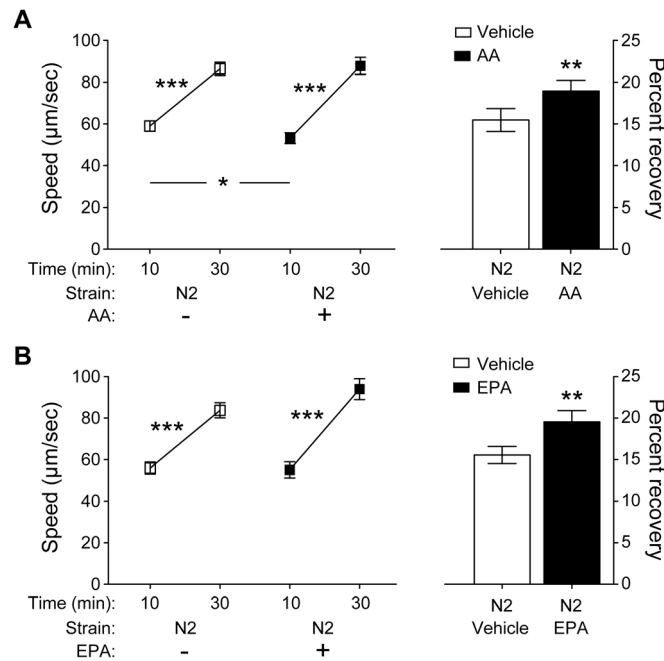 A
Speed (µm/sec)
100
80
60
40
20
0
***
***
*
Time (min): 10 30 10 30
Strain: N2 N2
AA: - +
Vehicle
AA
**
25
20
15
10
5
0
Percent recovery
N2 N2
Vehicle AA
B
Speed (µm/sec)
100
80
60
40
20
0
***
***
Time (min): 10 30 10 30
Strain: N2 N2
EPA: - +
Vehicle
EPA
**
25
20
15
10
5
0
Percent recovery
N2 N2
Vehicle EPA